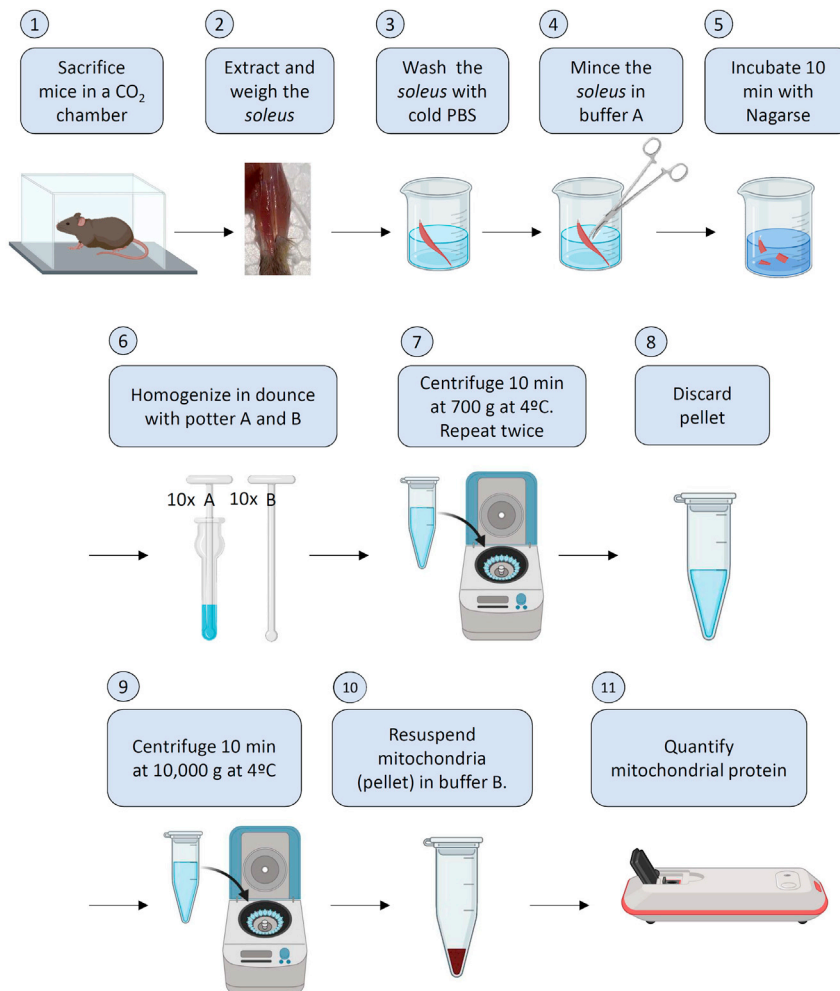 1
Sacrifice
mice in a CO₂
chamber
2
Extract and
weigh the
soleus
3
Wash the
soleus with
cold PBS
4
Mince the
soleus in
buffer A
5
Incubate 10
min with
Nagarse
6
Homogenize in dounce
with potter A and B
10x A 10x B
7
Centrifuge 10 min
at 700 g at 4ºC.
Repeat twice
8
Discard
pellet
9
Centrifuge 10 min
at 10,000 g at 4ºC
10
Resuspend
mitochondria
(pellet) in buffer B.
11
Quantify
mitochondrial protein